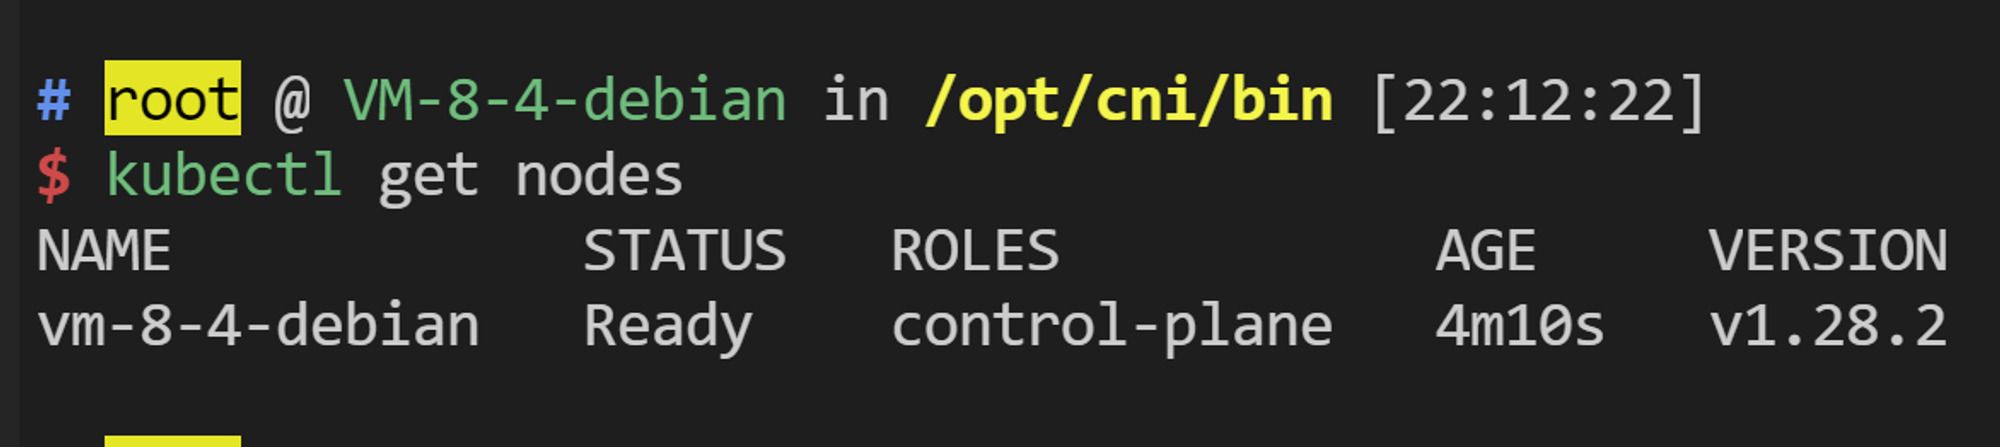 # root @ VM-8-4-debian in /opt/cni/bin [22:12:22]
$ kubectl get nodes
NAME STATUS ROLES AGE VERSION
vm-8-4-debian Ready control-plane 4m10s v1.28.2